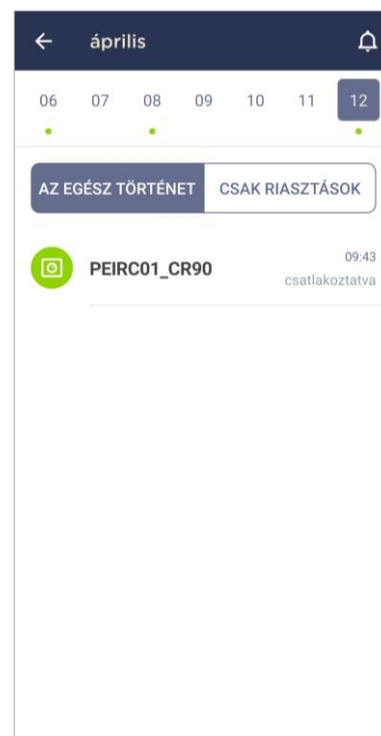 április
06 07 08 09 10 11 12
AZ EGÉSZ TÖRTÉNET CSAK RIASZTÁSOK
09:43
PEIRC01_CR90
csatlakoztatva